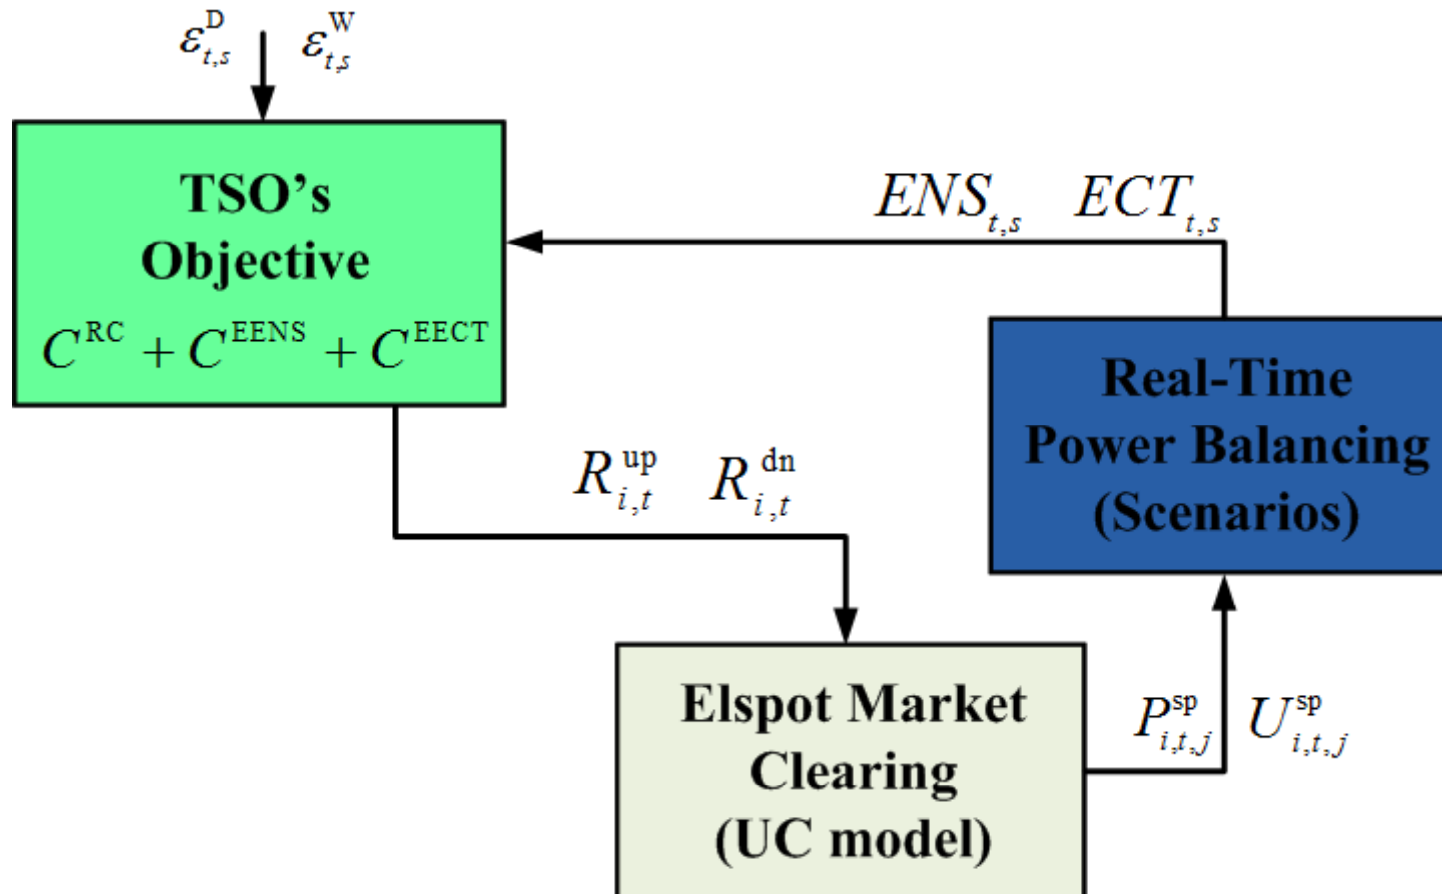 ε^D_{t,s} ε^W_{t,s}
TSO’s
Objective
C^RC + C^EENS + C^EECT
ENS_{t,s} ECT_{t,s}
Real-Time
Power Balancing
(Scenarios)
R^up_{i,t} R^dn_{i,t}
Elspot Market
Clearing
(UC model)
P^sp_{i,t,j} U^sp_{i,t,j}